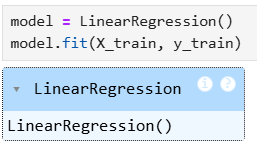 model = LinearRegression()
model.fit(X_train, y_train)
▾ LinearRegression i ?
LinearRegression()